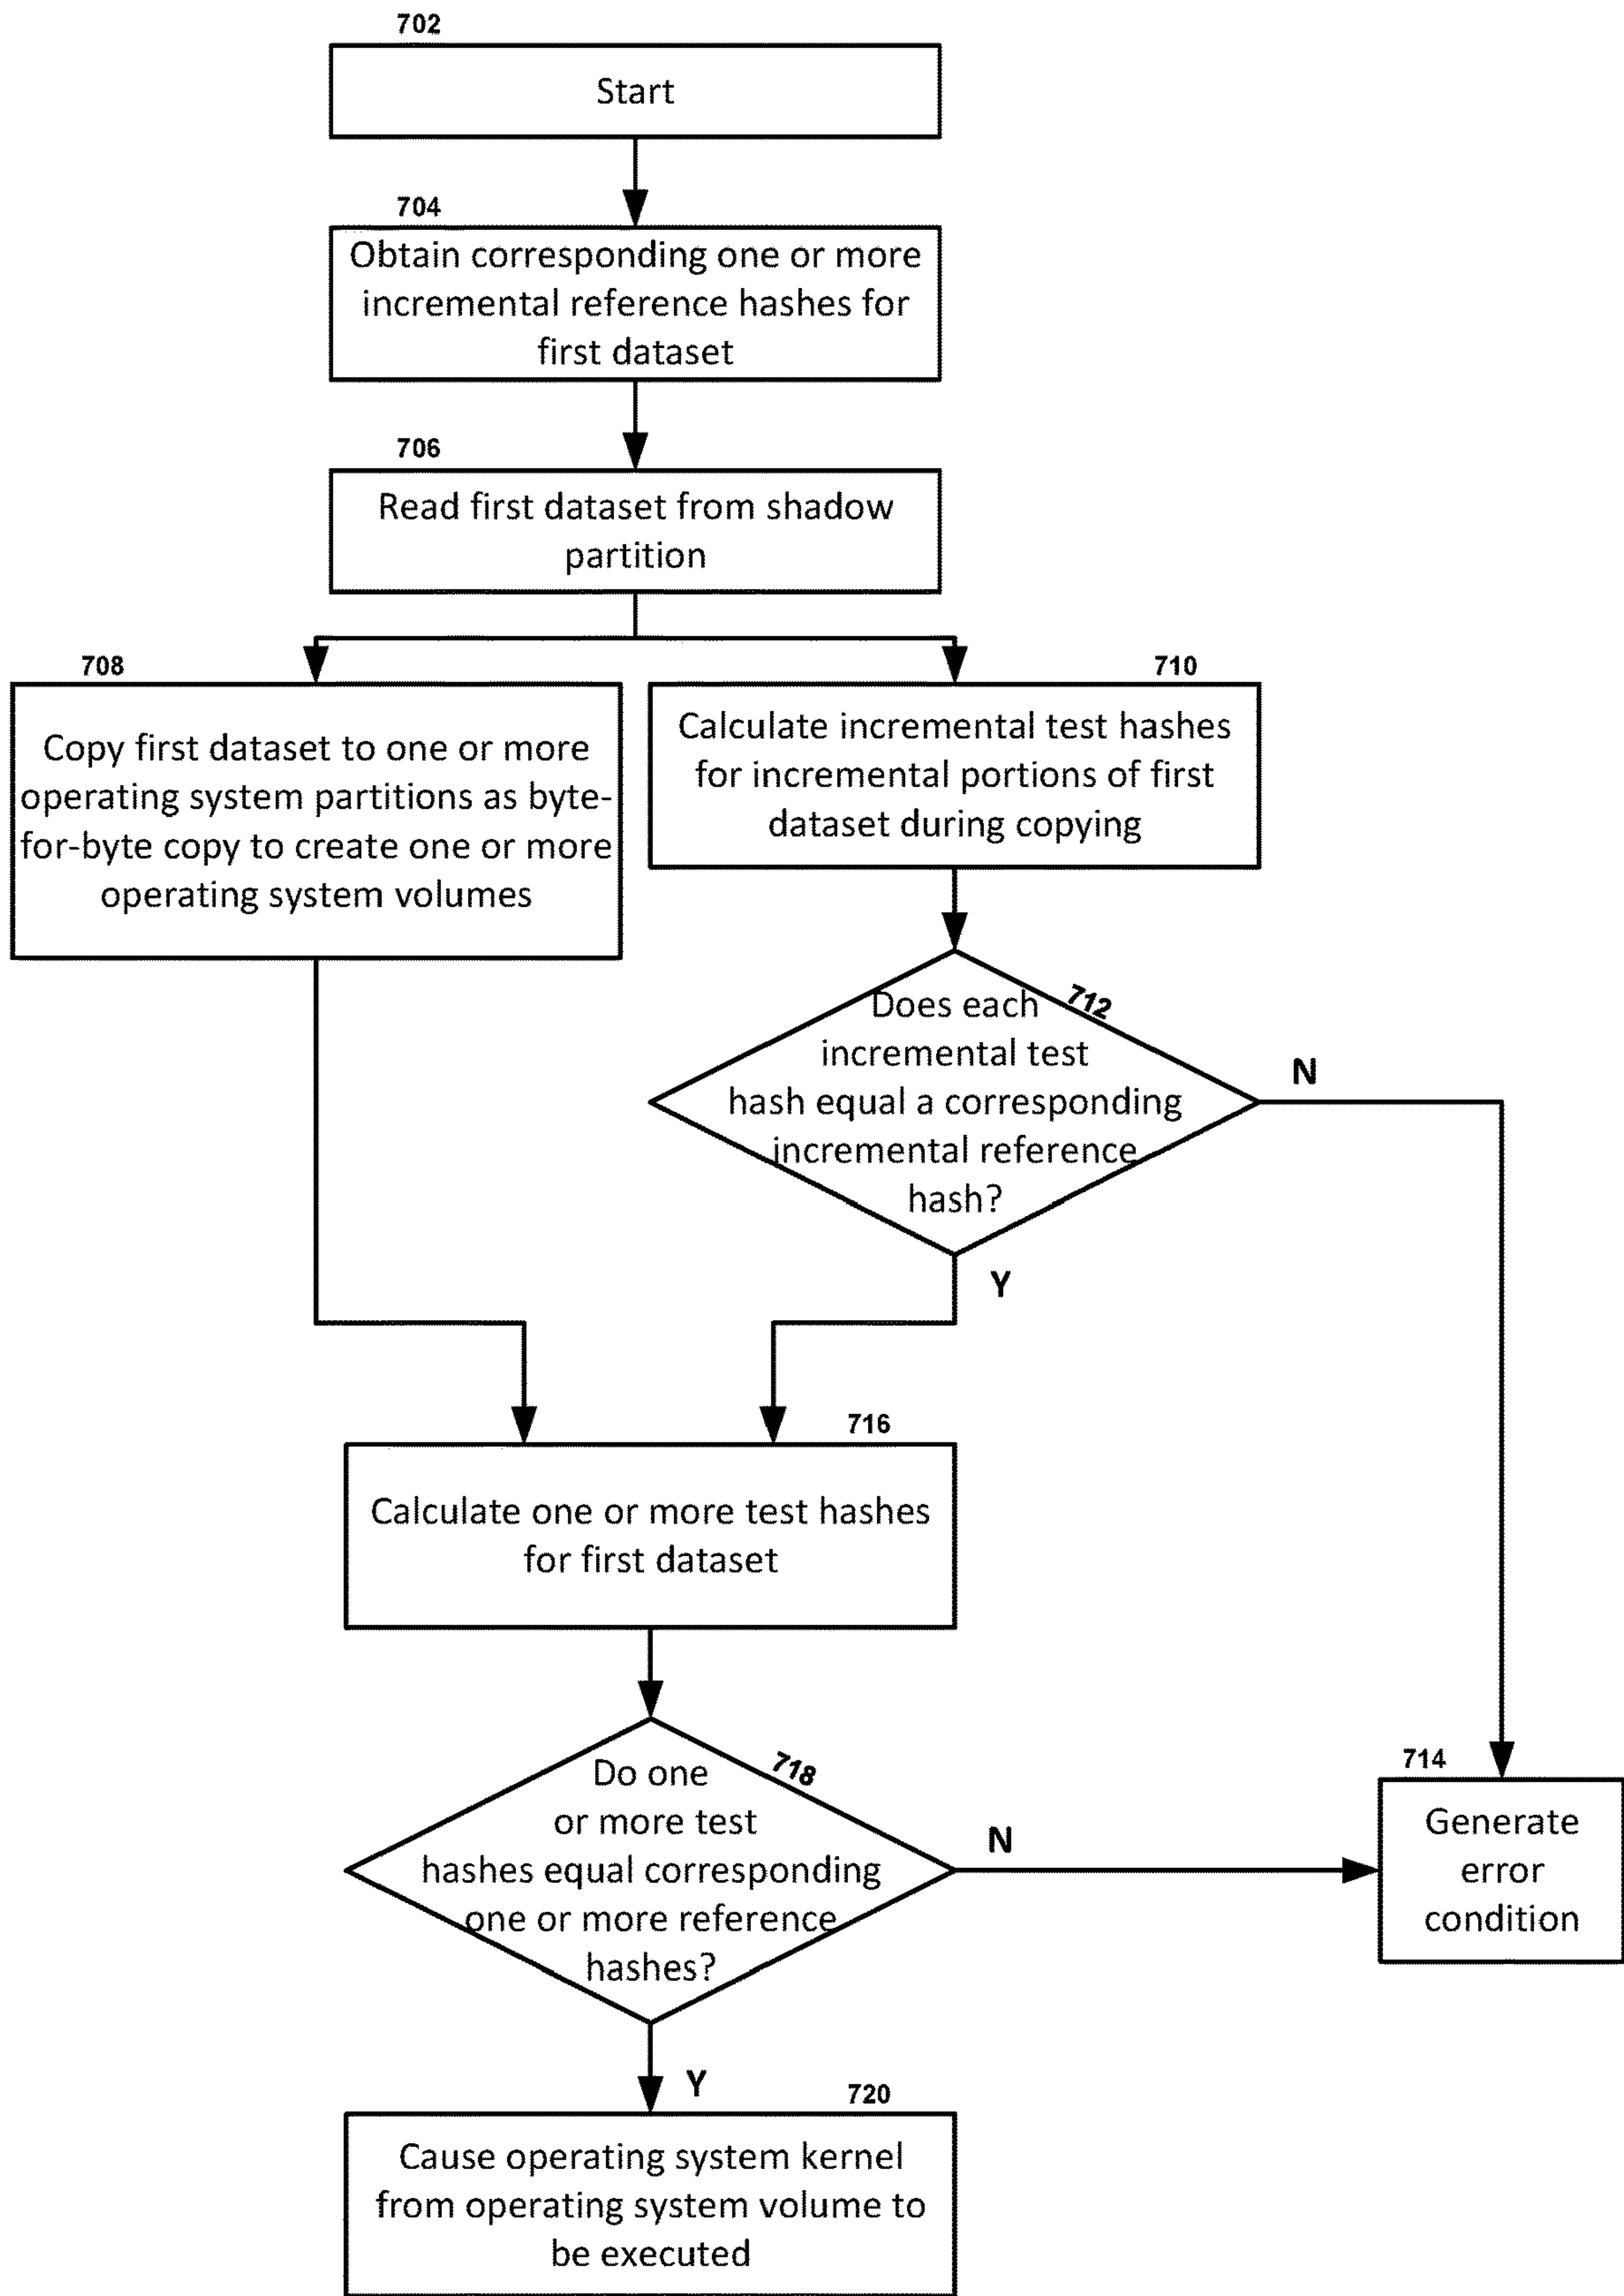 702
Start
704
Obtain corresponding one or more
incremental reference hashes for
first dataset
706
Read first dataset from shadow
partition
708
Copy first dataset to one or more
operating system partitions as byte-
for-byte copy to create one or more
operating system volumes
710
Calculate incremental test hashes
for incremental portions of first
dataset during copying
712
Does each
incremental test
hash equal a corresponding
incremental reference
hash?
N
Y
716
Calculate one or more test hashes
for first dataset
718
Do one
or more test
hashes equal corresponding
one or more reference
hashes?
N
714
Generate
error
condition
Y
720
Cause operating system kernel
from operating system volume to
be executed